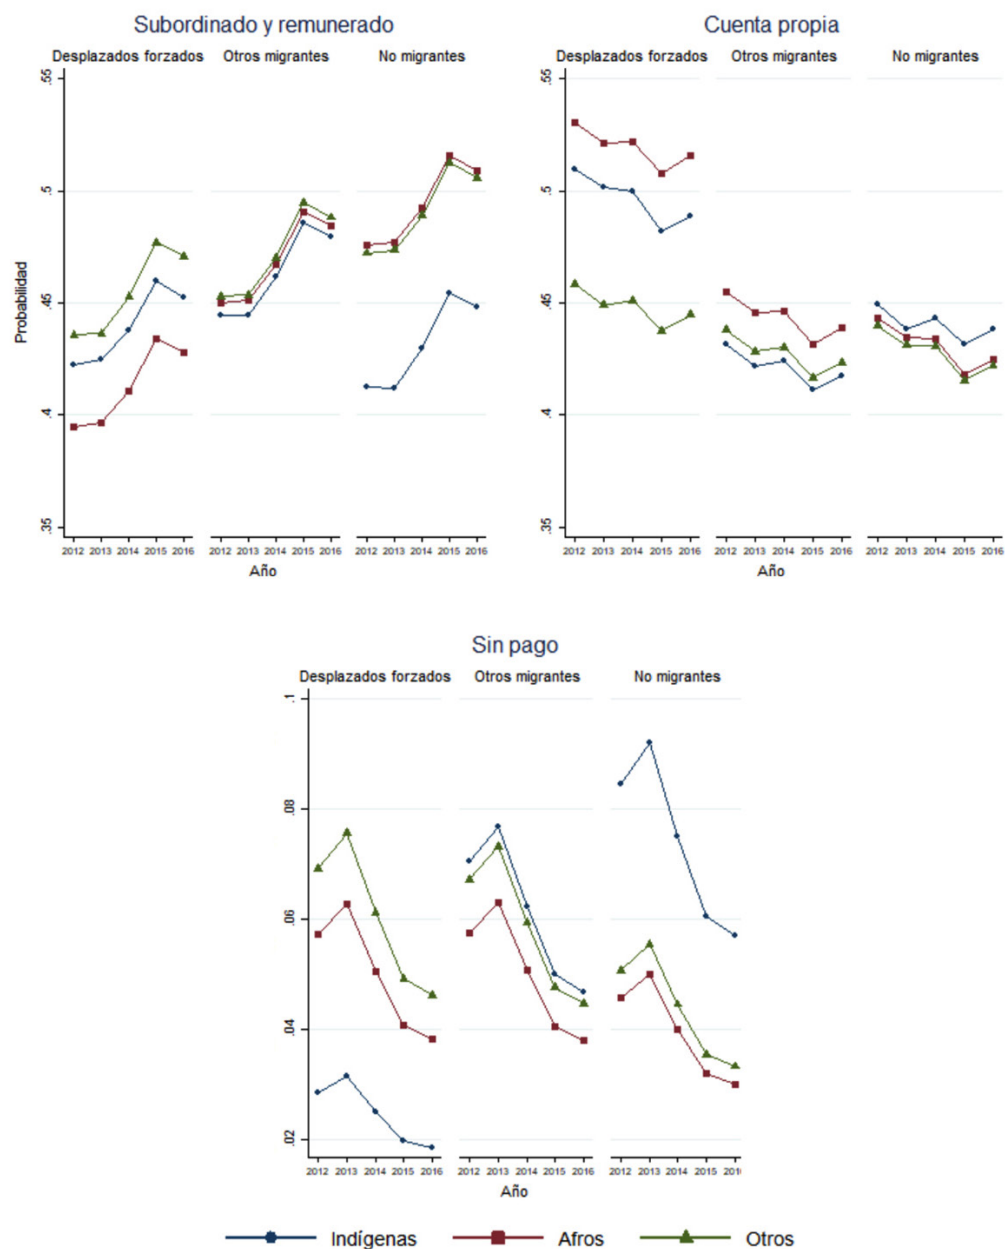 Subordinado y remunerado
Desplazados forzados Otros migrantes No migrantes
Probabilidad
.55
.5
.45
.4
.35
2012 2013 2014 2015 2016 2012 2013 2014 2015 2016 2012 2013 2014 2015 2016
Año
Cuenta propia
Desplazados forzados Otros migrantes No migrantes
.55
.5
.45
.4
.35
2012 2013 2014 2015 2016 2012 2013 2014 2015 2016 2012 2013 2014 2015 2016
Año
Sin pago
Desplazados forzados Otros migrantes No migrantes
.1
.08
.06
.04
.02
2012 2013 2014 2015 2016 2012 2013 2014 2015 2016 2012 2013 2014 2015 201
Año
Indígenas Afros Otros